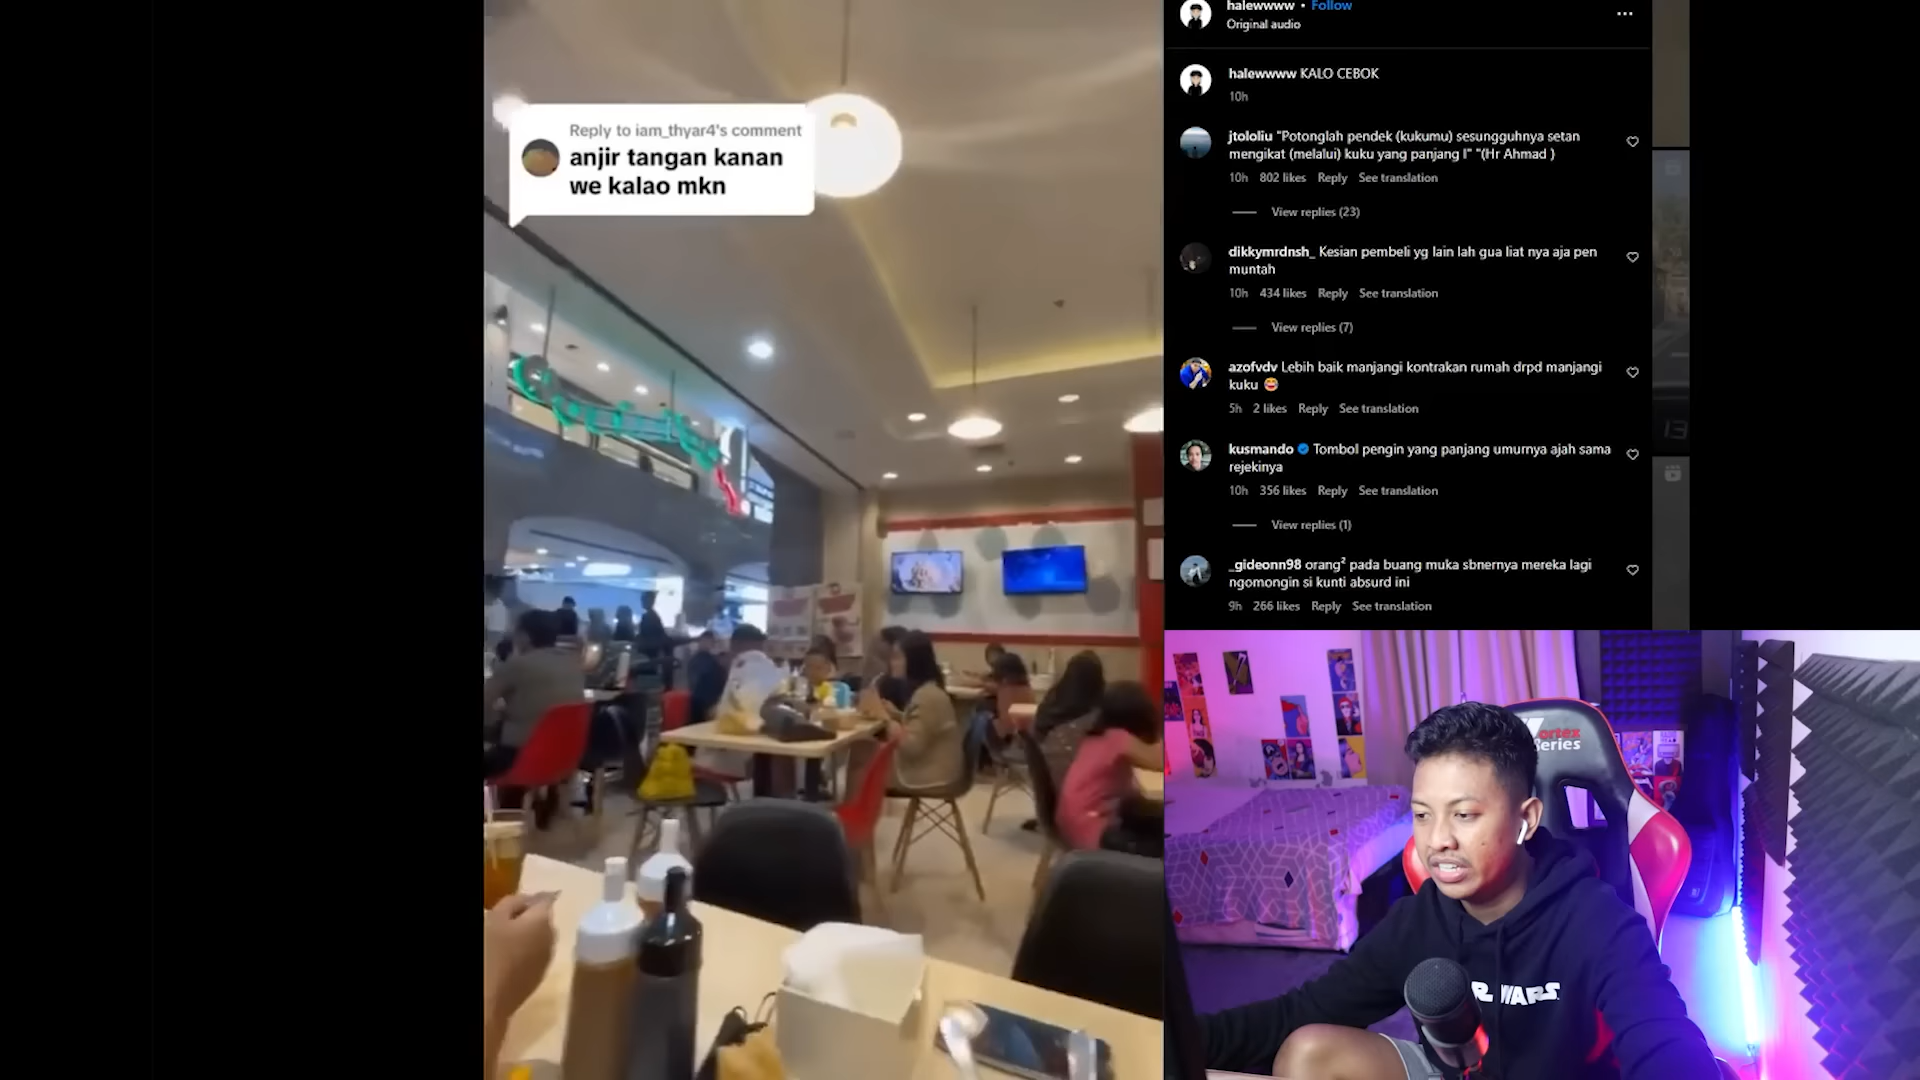 Reply to iam_thyar4's comment
anjir tangan kanan
we kalao mkn
halewwww • Follow
Original audio
halewwww KALO CEBOK
10h
jtololiu "Potonglah pendek (kukumu) sesungguhnya setan
mengikat (melalui) kuku yang panjang I" "(Hr Ahmad )
10h 802 likes Reply See translation
View replies (23)
dikkymrdnsh_ Kesian pembeli yg lain lah gua liat nya aja pen
muntah
10h 434 likes Reply See translation
View replies (7)
azofvdv Lebih baik manjangi kontrakan rumah drpd manjangi
kuku 😂
5h 2 likes Reply See translation
kusmando Tombol pengin yang panjang umurnya ajah sama
rejekinya
10h 356 likes Reply See translation
View replies (1)
_gideonn98 orang² pada buang muka sbnernya mereka lagi
ngomongin si kunti absurd ini
9h 266 likes Reply See translation
13
ortex
Series
R WARS